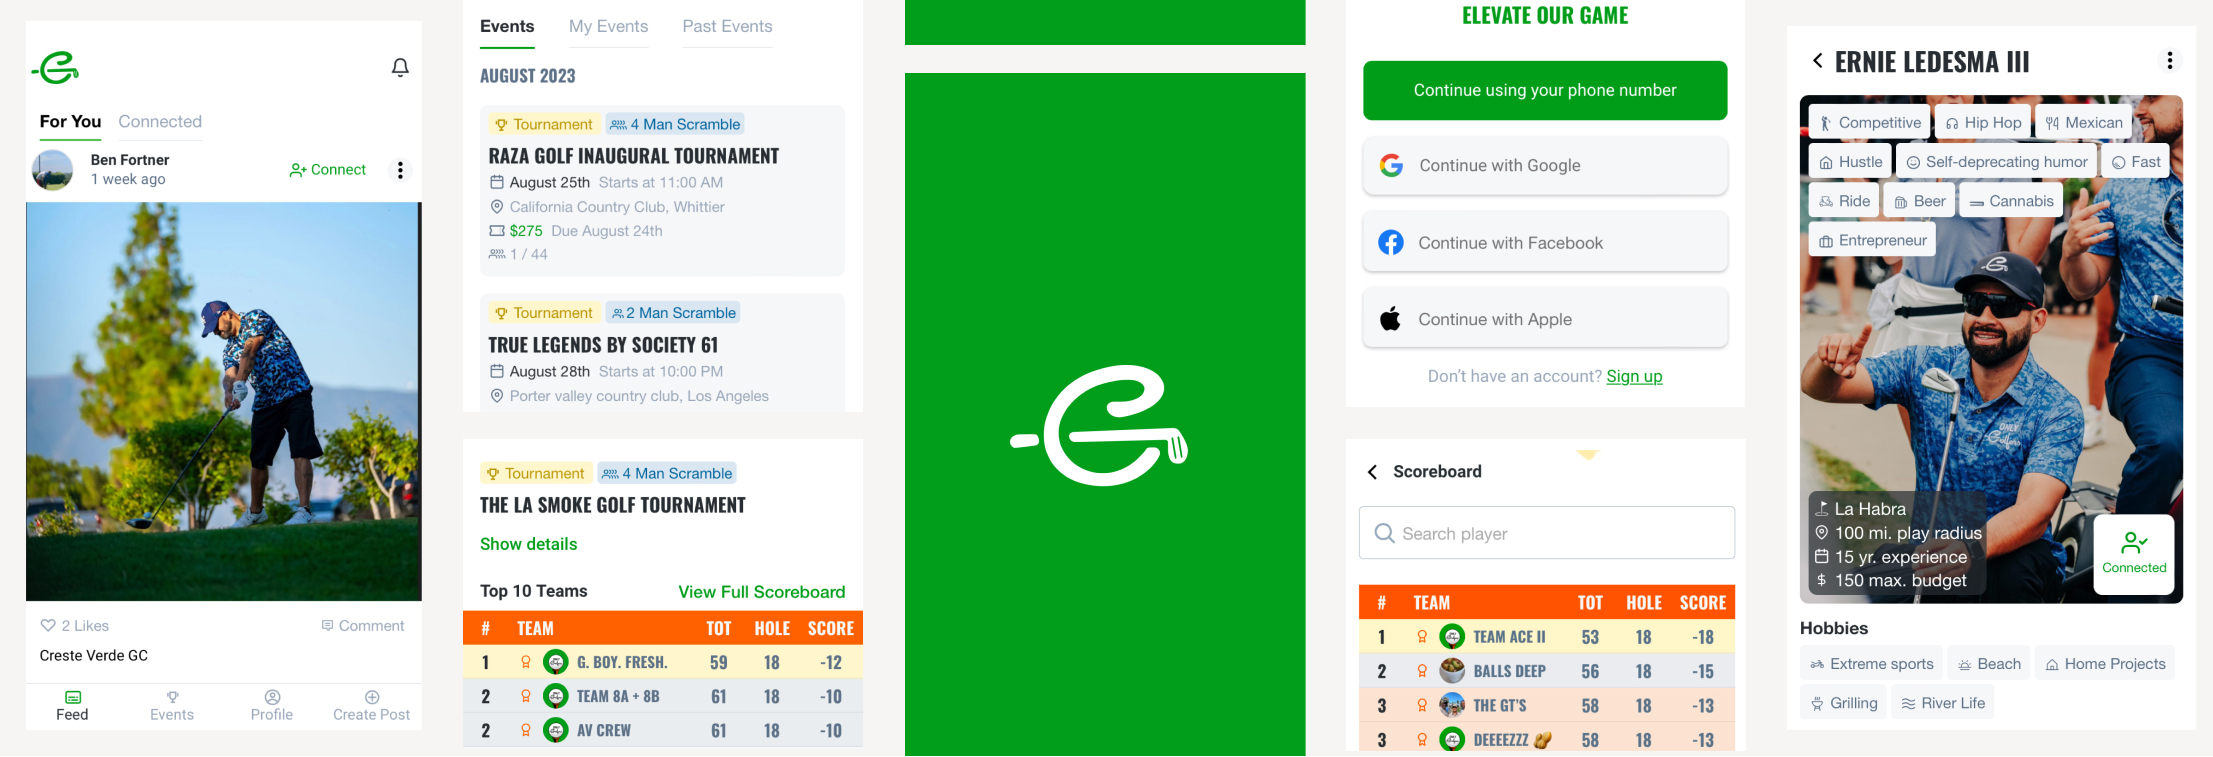 For You
Connected
Ben Fortner
1 week ago
Connect
2 Likes
Comment
Creste Verde GC
Feed
Events
Profile
Create Post
Events
My Events
Past Events
AUGUST 2023
Tournament
4 Man Scramble
RAZA GOLF INAUGURAL TOURNAMENT
August 25th Starts at 11:00 AM
California Country Club, Whittier
$275 Due August 24th
1 / 44
Tournament
2 Man Scramble
TRUE LEGENDS BY SOCIETY 61
August 28th Starts at 10:00 PM
Porter valley country club, Los Angeles
Tournament
4 Man Scramble
THE LA SMOKE GOLF TOURNAMENT
Show details
Top 10 Teams
View Full Scoreboard
# TEAM TOT HOLE SCORE
1 G. BOY. FRESH. 59 18 -12
2 TEAM 8A + 8B 61 18 -10
2 AV CREW 61 18 -10
ELEVATE OUR GAME
Continue using your phone number
Continue with Google
Continue with Facebook
Continue with Apple
Don't have an account? Sign up
Scoreboard
Search player
# TEAM TOT HOLE SCORE
1 TEAM ACE II 53 18 -18
2 BALLS DEEP 56 18 -15
3 THE GT'S 58 18 -13
3 DEEEEZZZ 🥜 58 18 -13
ERNIE LEDESMA III
Competitive
Hip Hop
Mexican
Hustle
Self-deprecating humor
Fast
Ride
Beer
Cannabis
Entrepreneur
ONLY
Golfers
La Habra
100 mi. play radius
15 yr. experience
$ 150 max. budget
Connected
Hobbies
Extreme sports
Beach
Home Projects
Grilling
River Life